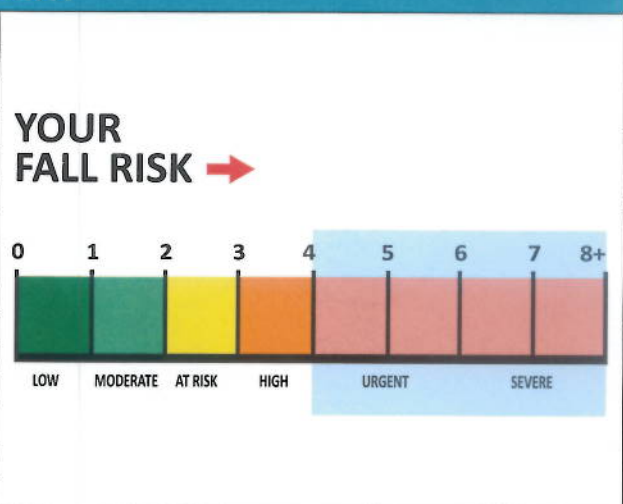 YOUR
FALL RISK
0 1 2 3 4 5 6 7 8+
LOW MODERATE AT RISK HIGH URGENT SEVERE